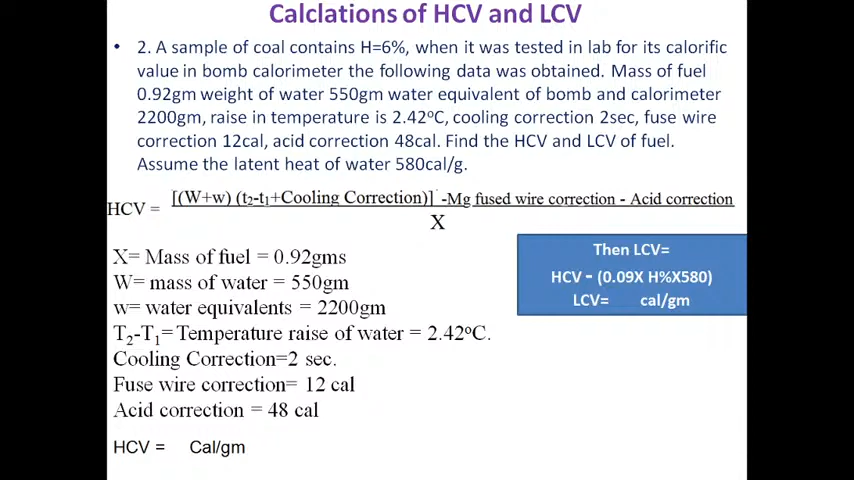 Calclations of HCV and LCV
• 2. A sample of coal contains H=6%, when it was tested in lab for its calorific
value in bomb calorimeter the following data was obtained. Mass of fuel
0.92gm weight of water 550gm water equivalent of bomb and calorimeter
2200gm, raise in temperature is 2.42°C, cooling correction 2sec, fuse wire
correction 12cal, acid correction 48cal. Find the HCV and LCV of fuel.
Assume the latent heat of water 580cal/g.
HCV = [(W+w) (t₂-t₁+Cooling Correction)] -Mg fused wire correction - Acid correction
X
Then LCV=
HCV - (0.09X H%X580)
LCV= cal/gm
X= Mass of fuel = 0.92gms
W= mass of water = 550gm
w= water equivalents = 2200gm
T₂-T₁=Temperature raise of water = 2.42°C.
Cooling Correction=2 sec.
Fuse wire correction= 12 cal
Acid correction = 48 cal
HCV = Cal/gm